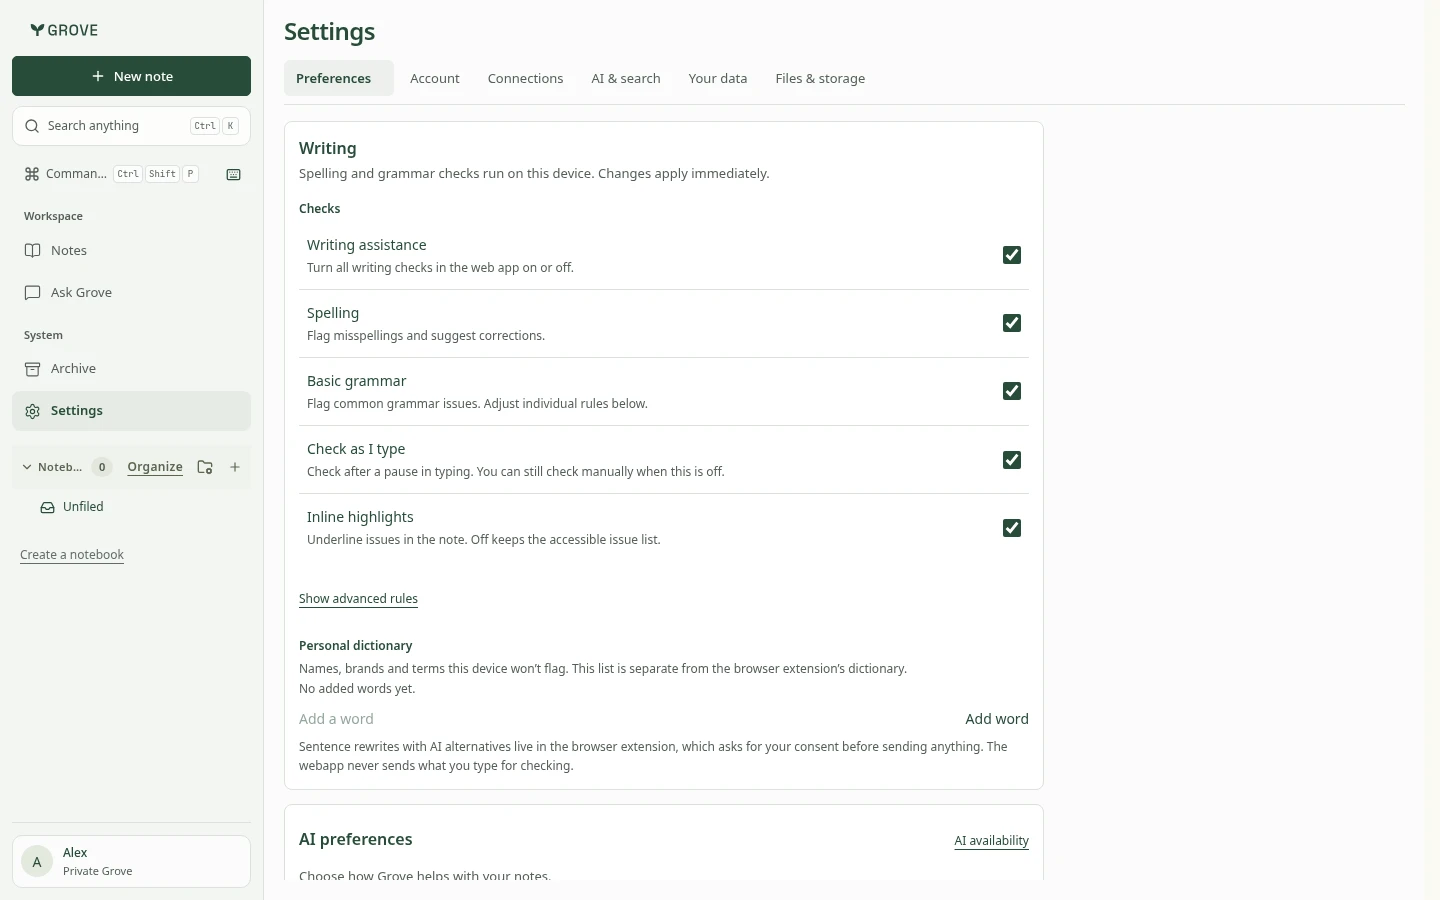 GROVE
New note
Search anything Ctrl K
Comman... Ctrl Shift P
Workspace
Notes
Ask Grove
System
Archive
Settings
Noteb... 0 Organize
Unfiled
Create a notebook
A
Alex
Private Grove
Settings
Preferences Account Connections AI & search Your data Files & storage
Writing
Spelling and grammar checks run on this device. Changes apply immediately.
Checks
Writing assistance
Turn all writing checks in the web app on or off.
Spelling
Flag misspellings and suggest corrections.
Basic grammar
Flag common grammar issues. Adjust individual rules below.
Check as I type
Check after a pause in typing. You can still check manually when this is off.
Inline highlights
Underline issues in the note. Off keeps the accessible issue list.
Show advanced rules
Personal dictionary
Names, brands and terms this device won’t flag. This list is separate from the browser extension’s dictionary.
No added words yet.
Add a word Add word
Sentence rewrites with AI alternatives live in the browser extension, which asks for your consent before sending anything. The
webapp never sends what you type for checking.
AI preferences AI availability
Choose how Grove helps with your notes.